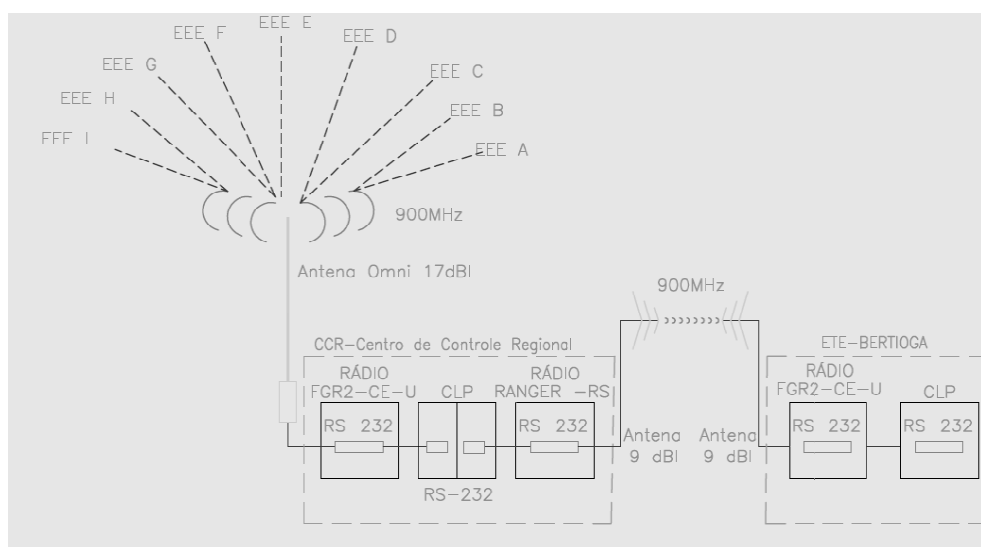 EEE E
EEE F
EEE D
EEE G
EEE C
EEE H
EEE B
FFF I
EEE A
900MHz
Antena Omni 17dBI
900MHz
CCR-Centro de Controle Regional
ETE-BERTIOGA
RÁDIO
FGR2-CE-U
CLP
RÁDIO
RANGER -RS
RÁDIO
FGR2-CE-U
CLP
RS 232
RS 232
RS 232
RS 232
Antena
9 dBI
Antena
9 dBI
RS-232